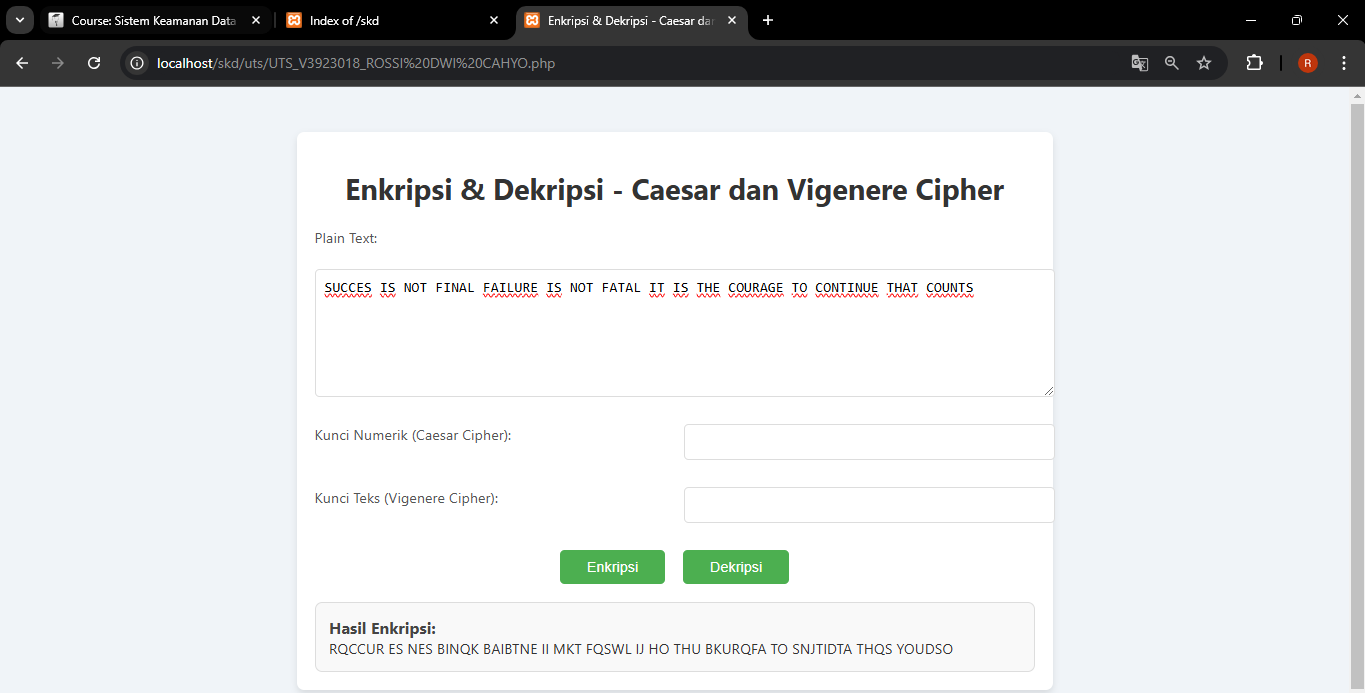 Course: Sistem Keamanan Data
Index of /skd
Enkripsi & Dekripsi - Caesar dar
localhost/skd/uts/UTS_V3923018_ROSSI%20DWI%20CAHYO.php
R
Enkripsi & Dekripsi - Caesar dan Vigenere Cipher
Plain Text:
SUCCES IS NOT FINAL FAILURE IS NOT FATAL IT IS THE COURAGE TO CONTINUE THAT COUNTS
Kunci Numerik (Caesar Cipher):
Kunci Teks (Vigenere Cipher):
Enkripsi Dekripsi
Hasil Enkripsi:
RQCCUR ES NES BINQK BAIBTNE II MKT FQSWL IJ HO THU BKURQFA TO SNJTIDTA THQS YOUDSO